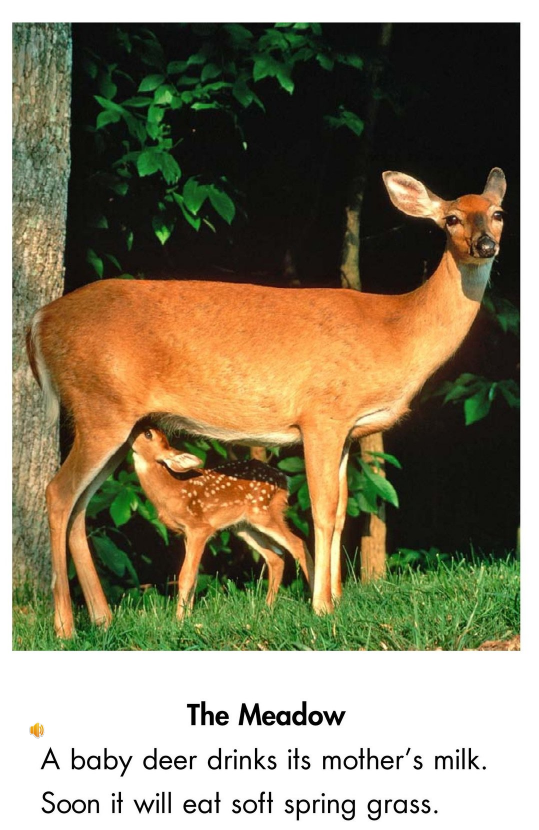 The Meadow
A baby deer drinks its mother's milk.
Soon it will eat soft spring grass.